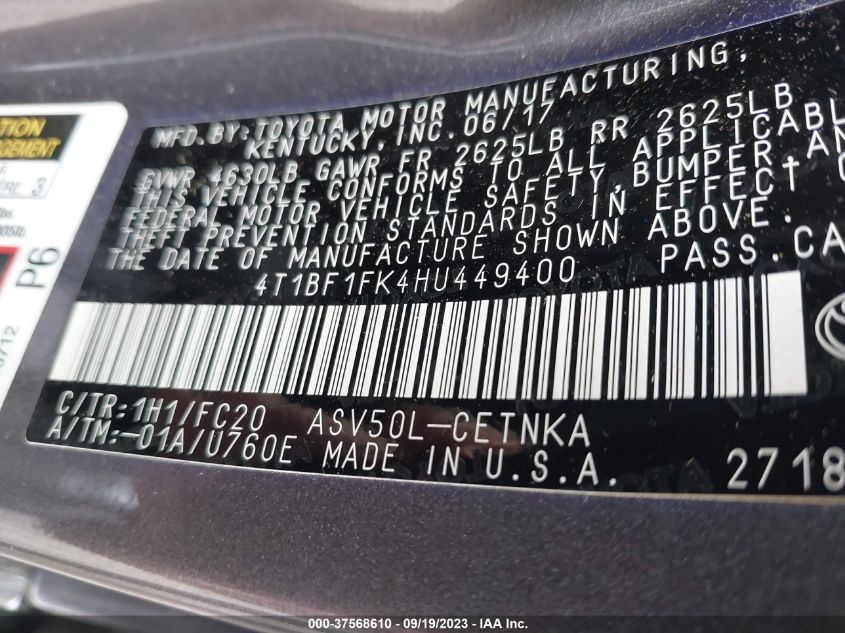 MFD. BY: TOYOTA MOTOR MANUFACTURING,
KENTUCKY, INC. 06/17
GVWR 4630LB GAWR FR 2625LB RR 2625LB
THIS VEHICLE CONFORMS TO ALL APPLICABL
FEDERAL MOTOR VEHICLE SAFETY, BUMPER AN
THEFT PREVENTION STANDARDS IN EFFECT O
THE DATE OF MANUFACTURE SHOWN ABOVE.
4T1BF1FK4HU449400 PASS. CA
C/TR: 1H1/FC20 ASV50L-CETNKA
A/TM: -01A/U760E MADE IN U.S.A. 2718
P6
3
000-37568610 | 09/19/2023 | IAA, Inc.